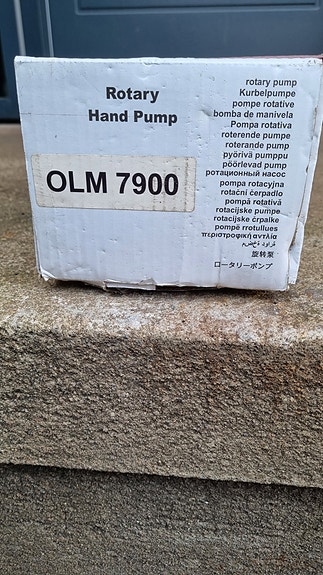 Rotary
Hand Pump
OLM 7900
rotary pump
Kurbelpumpe
pompe rotative
bomba de manivela
Pompa rotativa
roterende pumpe
roterande pump
pyörivä pumppu
pöörlevad pump
ротационный насос
pompa rotacyjna
rotační čerpadlo
pompă rotativă
rotacijske pumpe
rotacijske črpalke
pompë rrotulluese
περιστροφική αντλία
旋转泵
ロータリーポンプ